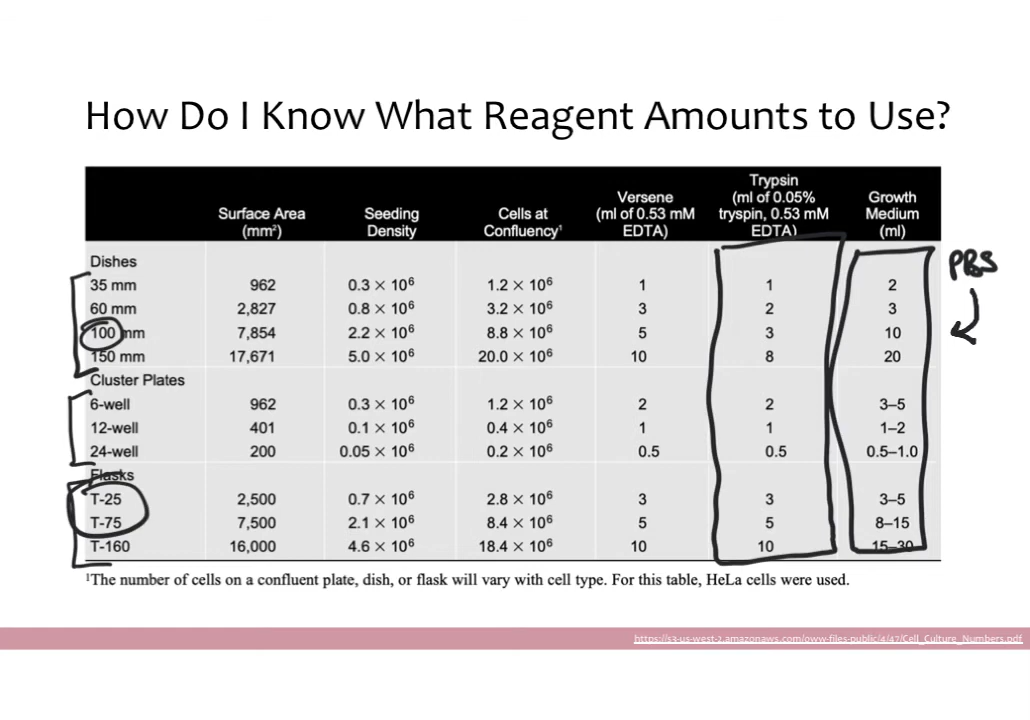 How Do I Know What Reagent Amounts to Use?
Surface Area (mm²) Seeding Density Cells at Confluency¹ Versene (ml of 0.53 mM EDTA) Trypsin (ml of 0.05% tryspin, 0.53 mM EDTA) Growth Medium (ml)
Dishes
PBS
35 mm 962 0.3 × 10⁶ 1.2 × 10⁶ 1 1 2
60 mm 2,827 0.8 × 10⁶ 3.2 × 10⁶ 3 2 3
100 mm 7,854 2.2 × 10⁶ 8.8 × 10⁶ 5 3 10
150 mm 17,671 5.0 × 10⁶ 20.0 × 10⁶ 10 8 20
Cluster Plates
6-well 962 0.3 × 10⁶ 1.2 × 10⁶ 2 2 3–5
12-well 401 0.1 × 10⁶ 0.4 × 10⁶ 1 1 1–2
24-well 200 0.05 × 10⁶ 0.2 × 10⁶ 0.5 0.5 0.5–1.0
Flasks
T-25 2,500 0.7 × 10⁶ 2.8 × 10⁶ 3 3 3–5
T-75 7,500 2.1 × 10⁶ 8.4 × 10⁶ 5 5 8–15
T-160 16,000 4.6 × 10⁶ 18.4 × 10⁶ 10 10 15–30
¹The number of cells on a confluent plate, dish, or flask will vary with cell type. For this table, HeLa cells were used.
https://s3-us-west-2.amazonaws.com/oww-files-public/4/47/Cell_Culture_Numbers.pdf